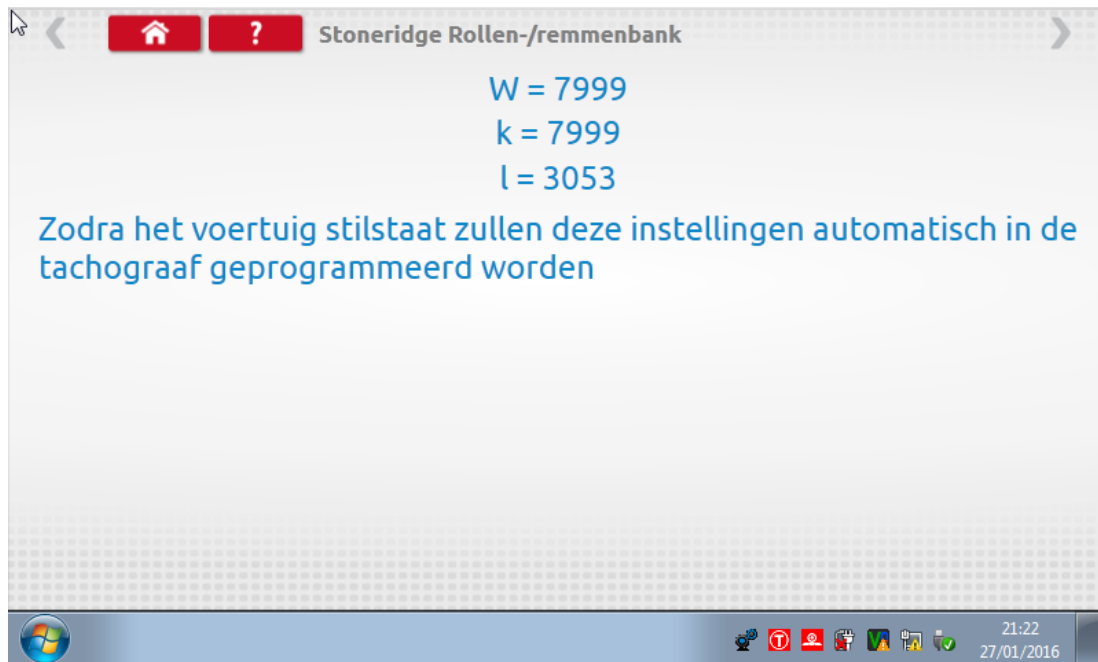 ? Stoneridge Rollen-/remmenbank
W = 7999
k = 7999
l = 3053
Zodra het voertuig stilstaat zullen deze instellingen automatisch in de
tachograaf geprogrammeerd worden
21:22
27/01/2016